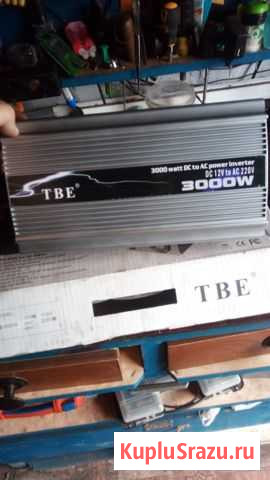 3000 watt DC to AC power inverter
DC 12V to AC 220V
3000W
TBE®
TBE®
KupluSrazu.ru